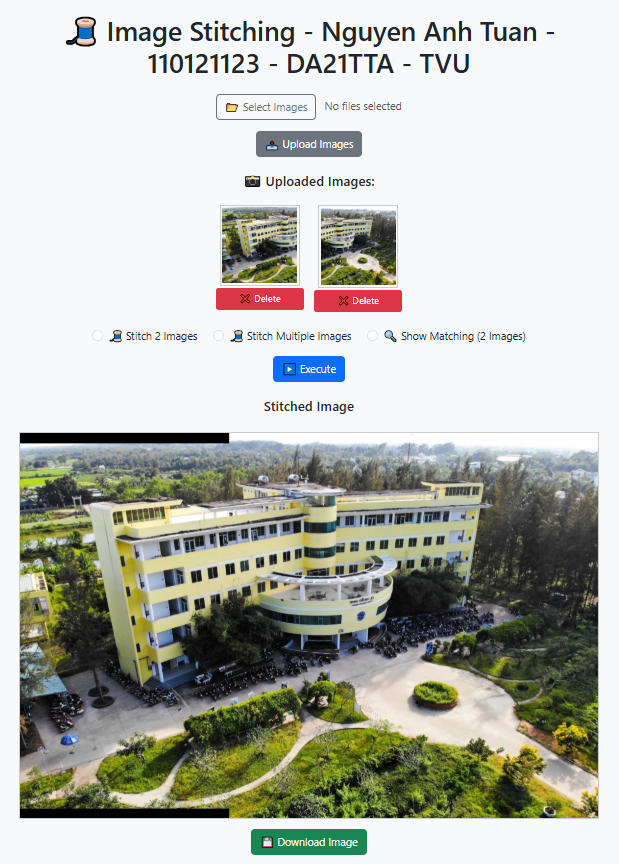 Image Stitching - Nguyen Anh Tuan -
110121123 - DA21TTA - TVU
Select Images No files selected
Upload Images
Uploaded Images:
Delete Delete
Stitch 2 Images Stitch Multiple Images Show Matching (2 Images)
Execute
Stitched Image
Download Image